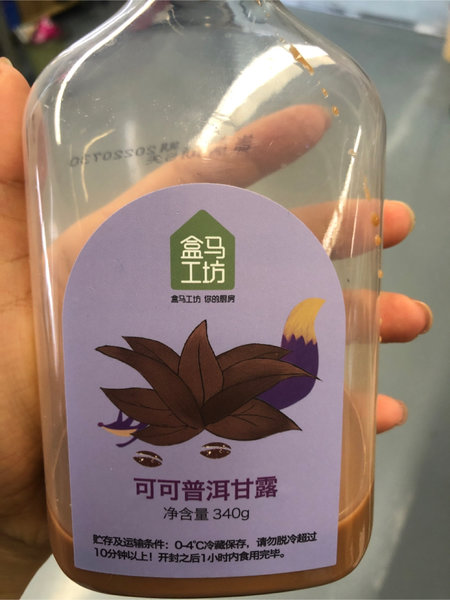 盒马
工坊
盒马工坊 你的厨房
可可普洱甘露
净含量 340g
贮存及运输条件：0-4℃冷藏保存，请勿脱冷超过
10分钟以上！开封之后1小时内食用完毕。